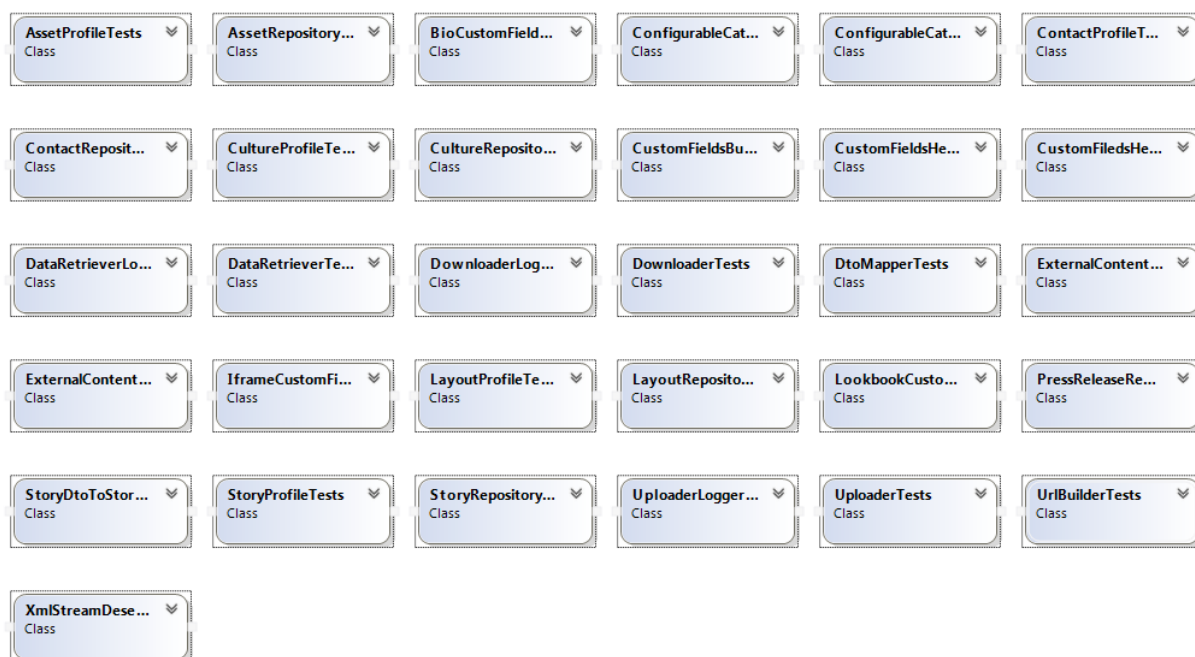 AssetProfileTests
Class
AssetRepository...
Class
BioCustomField...
Class
ConfigurableCat...
Class
ConfigurableCat...
Class
ContactProfileT...
Class
ContactReposit...
Class
CultureProfileTe...
Class
CultureReposito...
Class
CustomFieldsBu...
Class
CustomFieldsHe...
Class
CustomFiledsHe...
Class
DataRetrieverLo...
Class
DataRetrieverTe...
Class
DownloaderLog...
Class
DownloaderTests
Class
DtoMapperTests
Class
ExternalContent...
Class
ExternalContent...
Class
IframeCustomFi...
Class
LayoutProfileTe...
Class
LayoutReposito...
Class
LookbookCusto...
Class
PressReleaseRe...
Class
StoryDtoToStor...
Class
StoryProfileTests
Class
StoryRepository...
Class
UploaderLogger...
Class
UploaderTests
Class
UrlBuilderTests
Class
XmlStreamDese...
Class